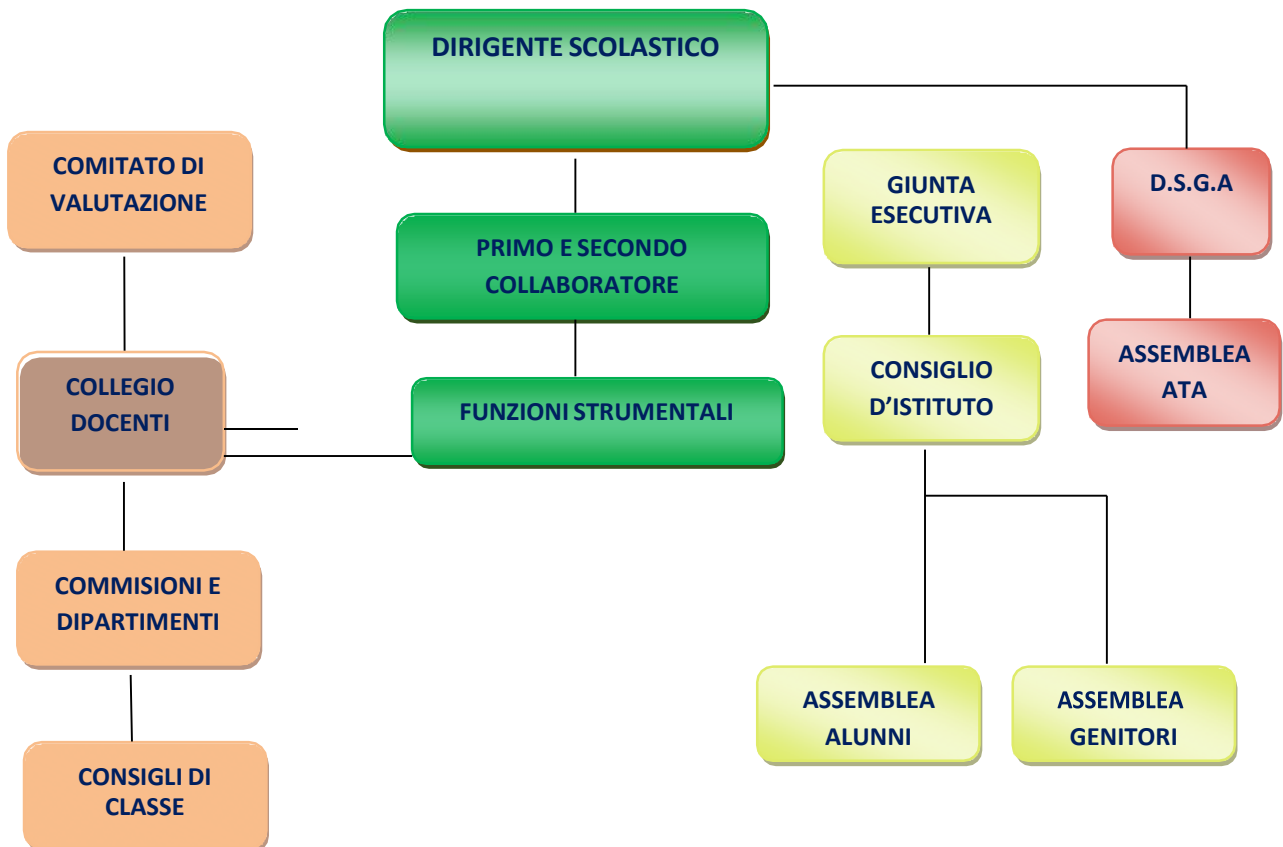 DIRIGENTE SCOLASTICO
COMITATO DI
VALUTAZIONE
GIUNTA
ESECUTIVA
D.S.G.A
PRIMO E SECONDO
COLLABORATORE
COLLEGIO
DOCENTI
FUNZIONI STRUMENTALI
CONSIGLIO
D’ISTITUTO
ASSEMBLEA
ATA
COMMISIONI E
DIPARTIMENTI
ASSEMBLEA
ALUNNI
ASSEMBLEA
GENITORI
CONSIGLI DI
CLASSE